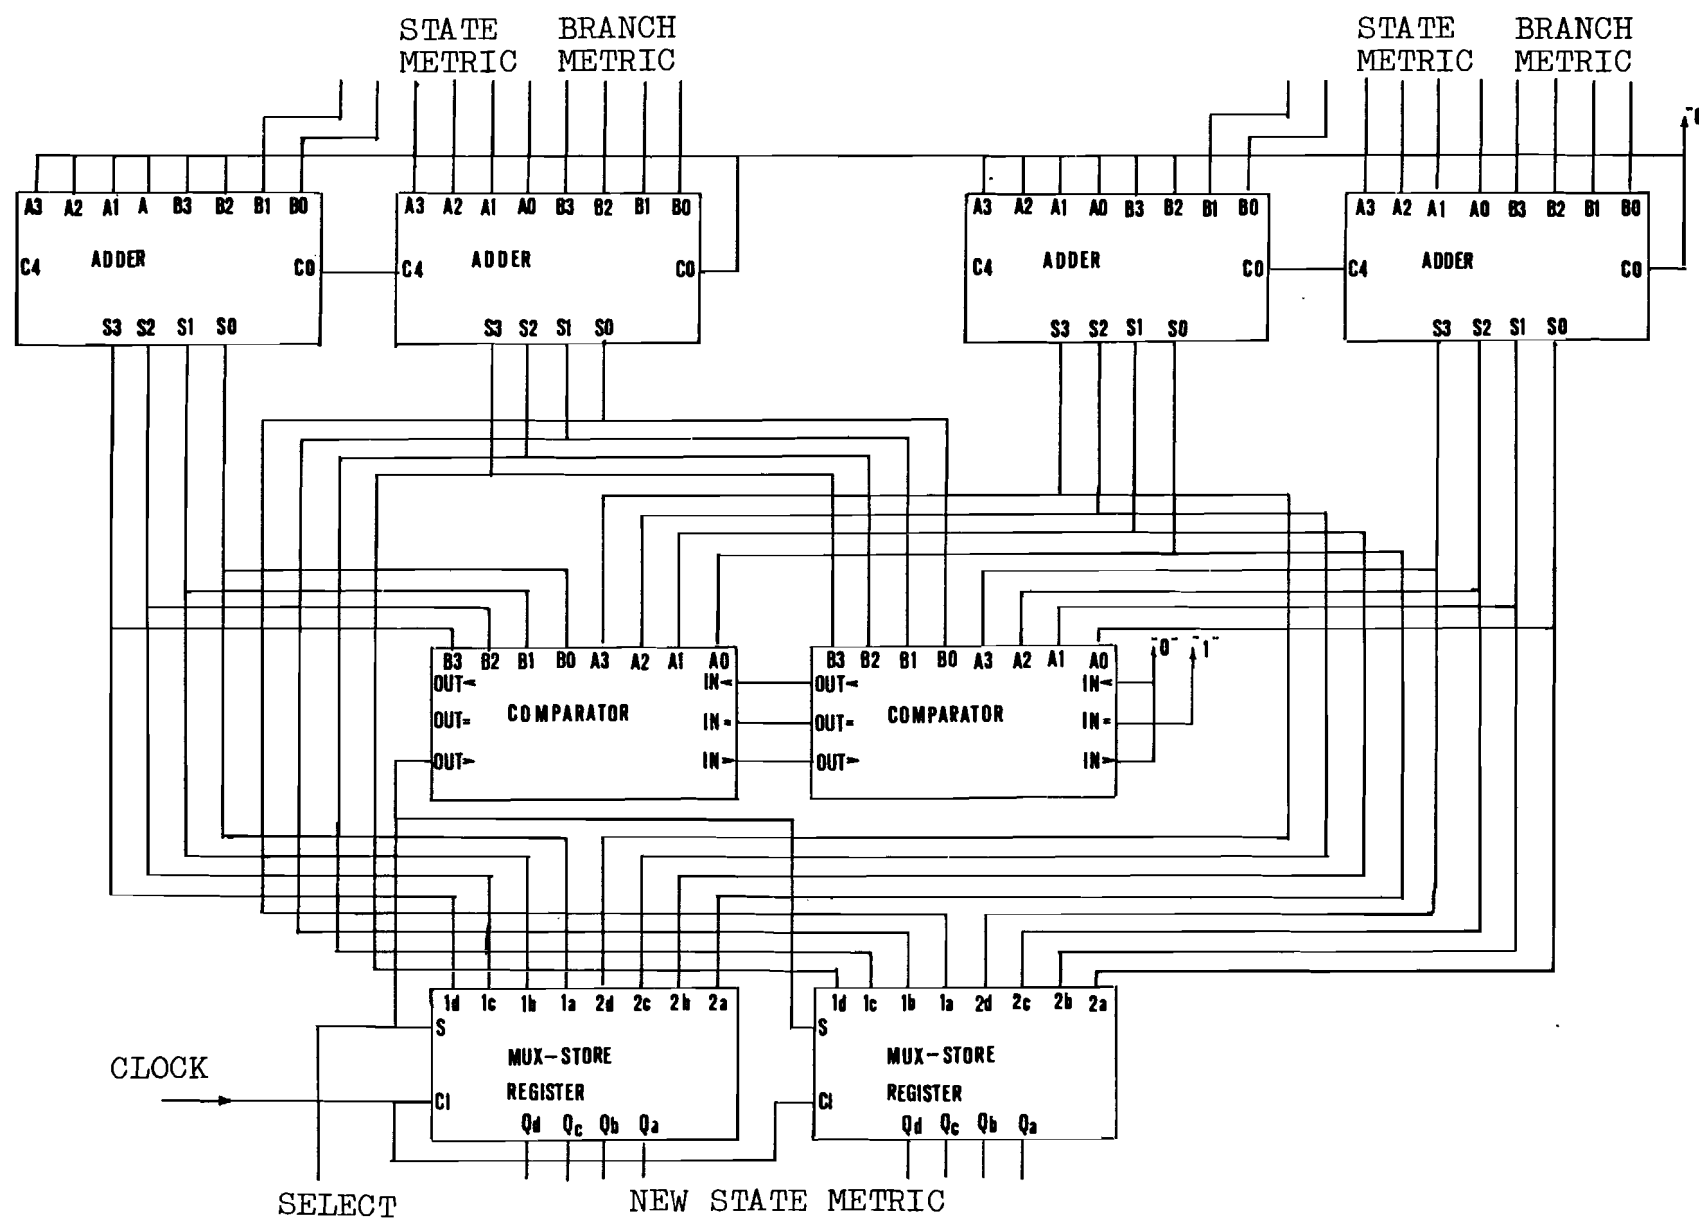 STATE BRANCH STATE BRANCH
METRIC METRIC METRIC METRIC
A3 A2 A1 A B3 B2 B1 B0 A3 A2 A1 A0 B3 B2 B1 B0 A3 A2 A1 A0 B3 B2 B1 B0 A3 A2 A1 A0 B3 B2 B1 B0
C4 ADDER C0 C4 ADDER C0 C4 ADDER C0 C4 ADDER C0
S3 S2 S1 S0 S3 S2 S1 S0 S3 S2 S1 S0 S3 S2 S1 S0
"0" "1"
B3 B2 B1 B0 A3 A2 A1 A0 B3 B2 B1 B0 A3 A2 A1 A0
OUT< IN< OUT< IN<
OUT= COMPARATOR IN= OUT= COMPARATOR IN=
OUT> IN> OUT> IN>
1d 1c 1b 1a 2d 2c 2b 2a 1d 1c 1b 1a 2d 2c 2b 2a
S S
MUX-STORE MUX-STORE
CLOCK
REGISTER REGISTER
Cl Cl
Qd Qc Qb Qa Qd Qc Qb Qa
SELECT NEW STATE METRIC